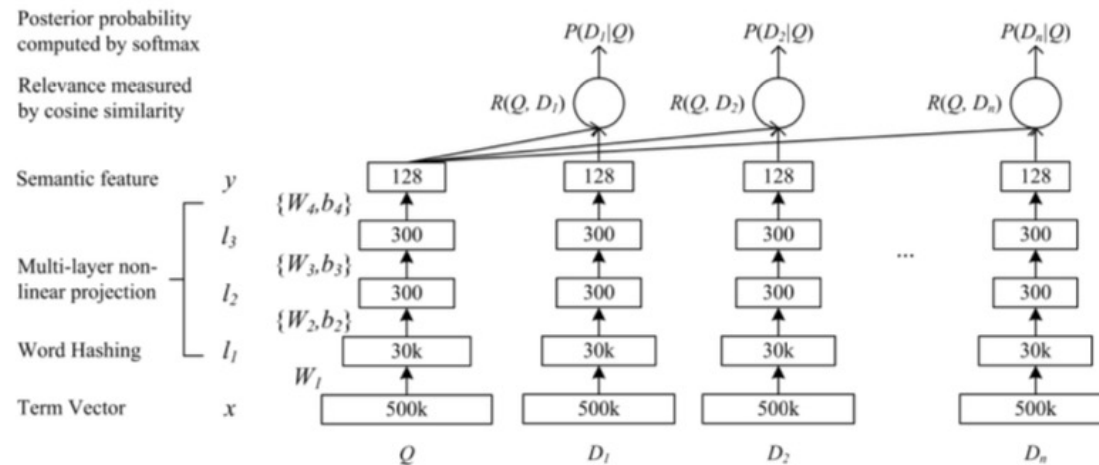 Posterior probability
computed by softmax
P(D₁|Q) P(D₂|Q) P(Dₙ|Q)
Relevance measured
by cosine similarity
R(Q, D₁) R(Q, D₂) R(Q, Dₙ)
Semantic feature y 128 128 128 128
{W₄,b₄}
l₃ 300 300 300 300
Multi-layer non-
linear projection
{W₃,b₃}
...
l₂ 300 300 300 300
{W₂,b₂}
Word Hashing l₁ 30k 30k 30k 30k
W₁
Term Vector x 500k 500k 500k 500k
Q D₁ D₂ Dₙ